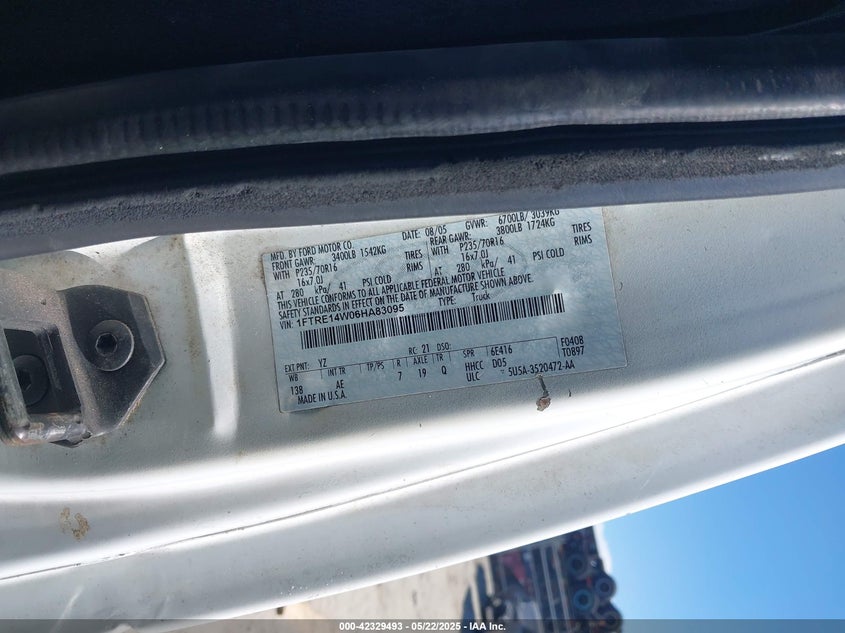 MFD. BY FORD MOTOR CO.
DATE: 08/05 GVWR: 6700LB/ 3039KG
FRONT GAWR: 3400LB 1542KG REAR GAWR: 3800LB 1724KG
WITH P235/70R16 TIRES WITH P235/70R16 TIRES
16x7.0J RIMS 16x7.0J RIMS
AT 280 kPa/ 41 PSI COLD AT 280 kPa/ 41 PSI COLD
THIS VEHICLE CONFORMS TO ALL APPLICABLE FEDERAL MOTOR VEHICLE
SAFETY STANDARDS IN EFFECT ON THE DATE OF MANUFACTURE SHOWN ABOVE.
VIN: 1FTRE14W06HA83095 TYPE: Truck
EXT PNT: YZ RC: 21 DSO: F0408
WB INT TR TP/PS R AXLE TR SPR 6E416 T0897
138 AE 7 19 Q HHCC D05
MADE IN U.S.A. ULC 5U5A-3520472-AA
000-42329493 - 05/22/2025 - IAA Inc.